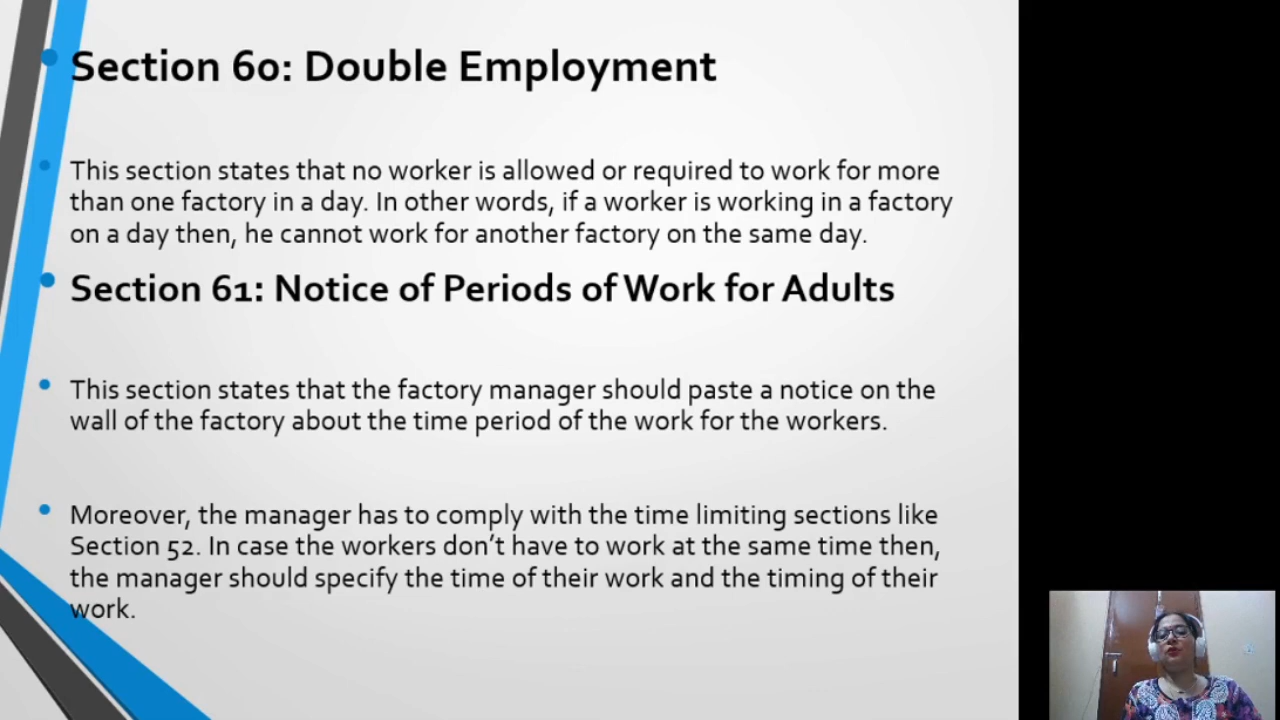 Section 60: Double Employment
This section states that no worker is allowed or required to work for more
than one factory in a day. In other words, if a worker is working in a factory
on a day then, he cannot work for another factory on the same day.
Section 61: Notice of Periods of Work for Adults
This section states that the factory manager should paste a notice on the
wall of the factory about the time period of the work for the workers.
Moreover, the manager has to comply with the time limiting sections like
Section 52. In case the workers don’t have to work at the same time then,
the manager should specify the time of their work and the timing of their
work.